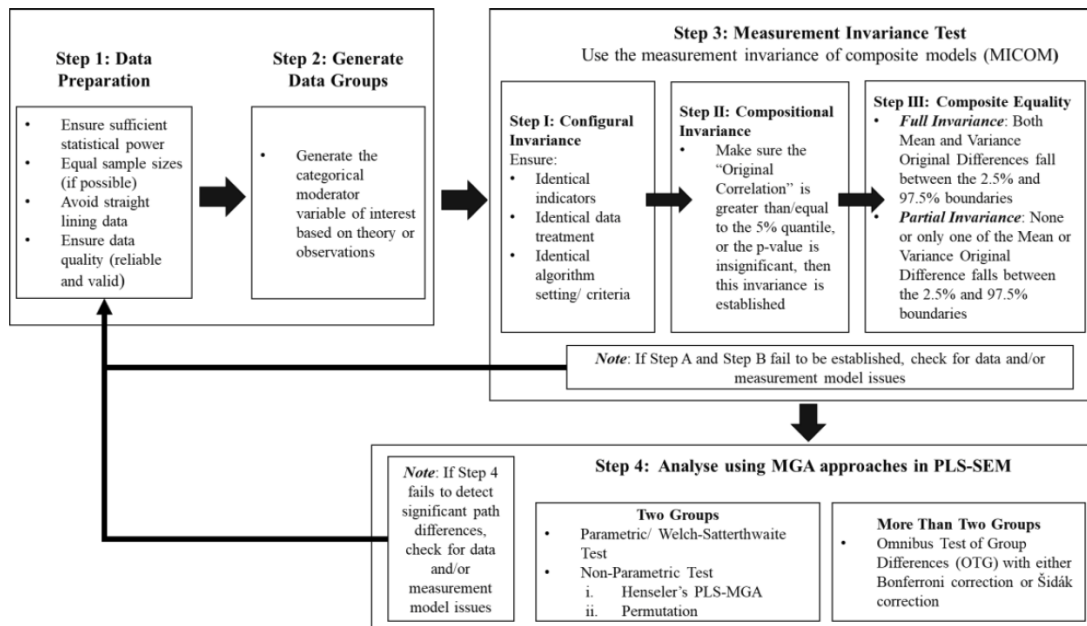 Step 1: Data
Preparation
• Ensure sufficient
statistical power
• Equal sample sizes
(if possible)
• Avoid straight
lining data
• Ensure data
quality (reliable
and valid)
Step 2: Generate
Data Groups
• Generate the
categorical
moderator
variable of interest
based on theory or
observations
Step 3: Measurement Invariance Test
Use the measurement invariance of composite models (MICOM)
Step I: Configural
Invariance
Ensure:
• Identical
indicators
• Identical data
treatment
• Identical
algorithm
setting/ criteria
Step II: Compositional
Invariance
• Make sure the
“Original
Correlation” is
greater than/equal
to the 5% quantile,
or the p-value is
insignificant, then
this invariance is
established
Step III: Composite Equality
• Full Invariance: Both
Mean and Variance
Original Differences fall
between the 2.5% and
97.5% boundaries
• Partial Invariance: None
or only one of the Mean or
Variance Original
Difference falls between
the 2.5% and 97.5%
boundaries
Note: If Step A and Step B fail to be established, check for data and/or
measurement model issues
Step 4: Analyse using MGA approaches in PLS-SEM
Note: If Step 4
fails to detect
significant path
differences,
check for data
and/or
measurement
model issues
Two Groups
• Parametric/ Welch-Satterthwaite
Test
• Non-Parametric Test
i. Henseler’s PLS-MGA
ii. Permutation
More Than Two Groups
• Omnibus Test of Group
Differences (OTG) with either
Bonferroni correction or Šidák
correction